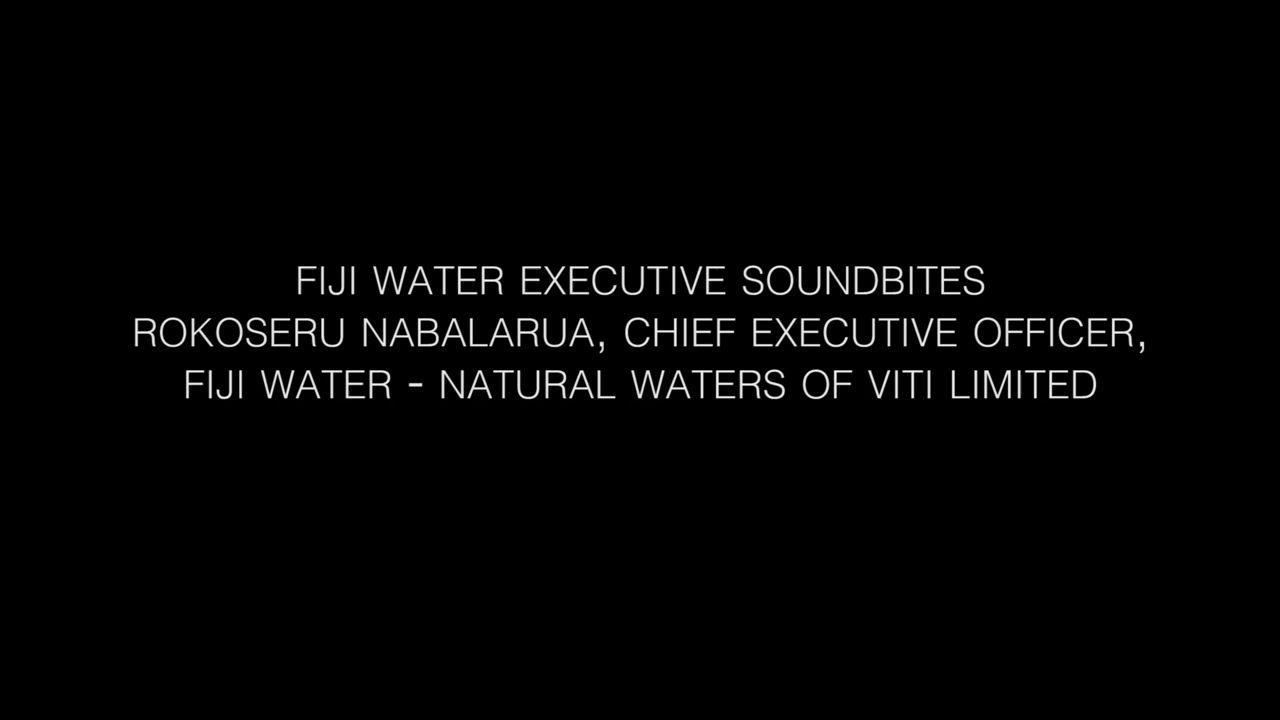 FIJI WATER EXECUTIVE SOUNDBITES
ROKOSERU NABALARUA, CHIEF EXECUTIVE OFFICER,
FIJI WATER - NATURAL WATERS OF VITI LIMITED